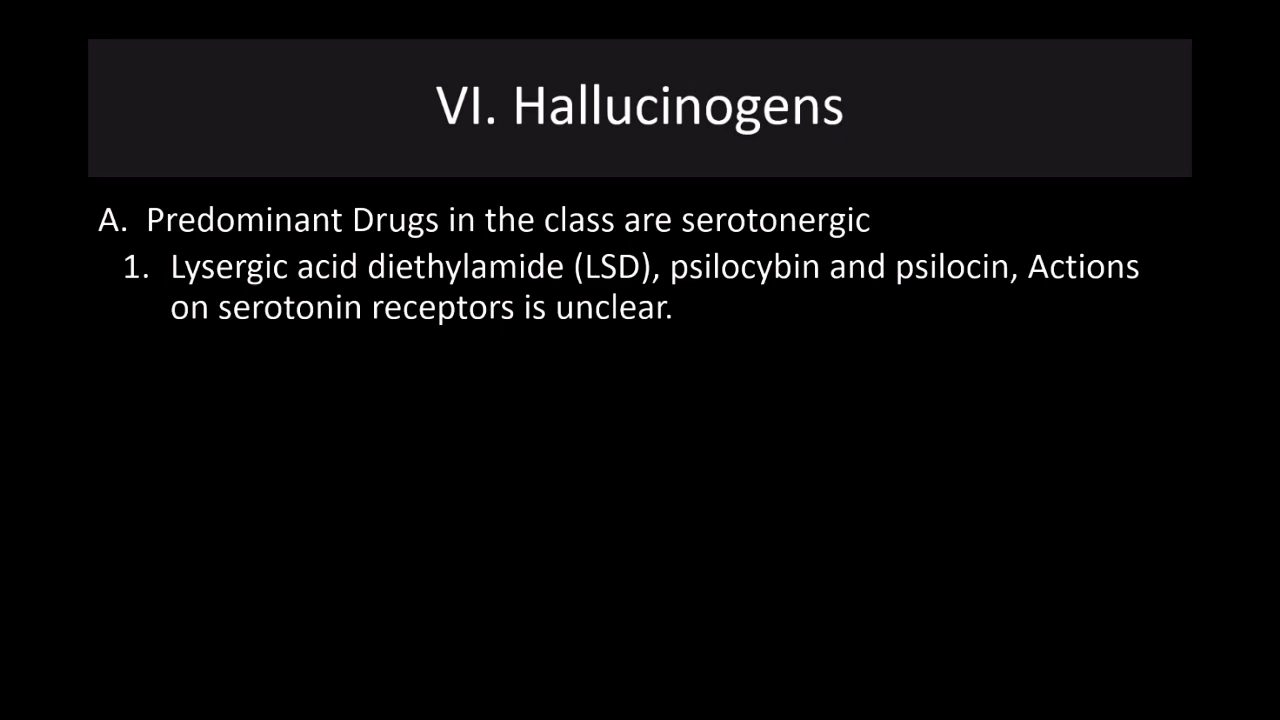 VI. Hallucinogens
A. Predominant Drugs in the class are serotonergic
1. Lysergic acid diethylamide (LSD), psilocybin and psilocin, Actions
on serotonin receptors is unclear.